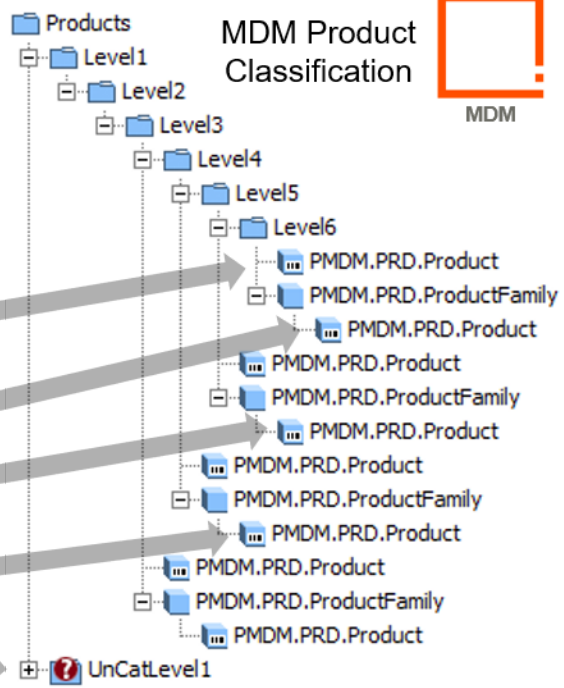 Products
MDM Product
Classification
MDM
Level1
Level2
Level3
Level4
Level5
Level6
PMDM.PRD.Product
PMDM.PRD.ProductFamily
PMDM.PRD.Product
PMDM.PRD.Product
PMDM.PRD.ProductFamily
PMDM.PRD.Product
PMDM.PRD.Product
PMDM.PRD.ProductFamily
PMDM.PRD.Product
PMDM.PRD.Product
PMDM.PRD.ProductFamily
PMDM.PRD.Product
UnCatLevel1